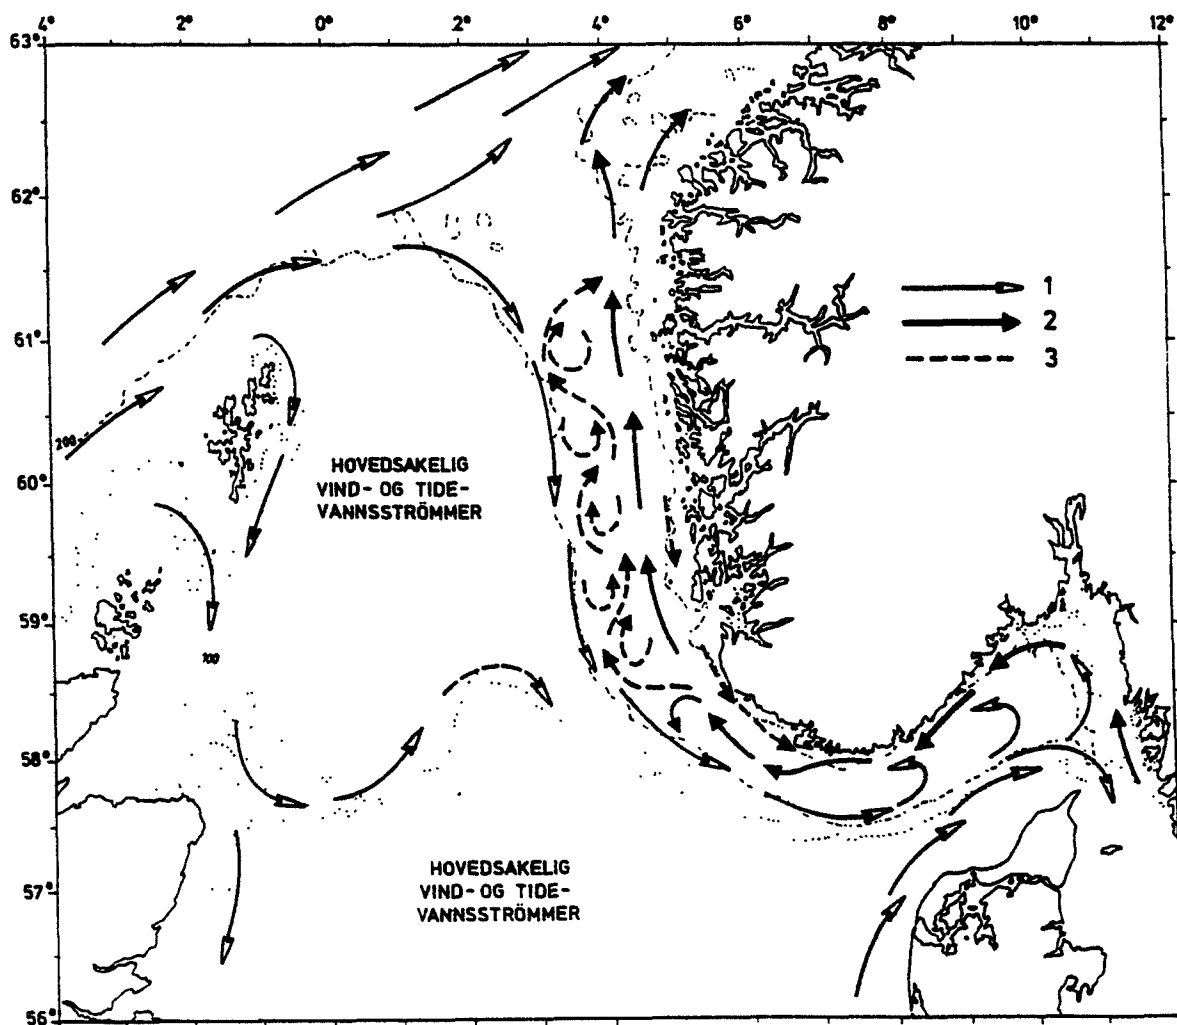 4° 2° 0° 2° 4° 6° 8° 10° 12°
63°
62°
1
2
61°
3
200
HOVEDSAKELIG
60°
VIND- OG TIDE-
VANNSSTRÖMMER
59°
100
58°
HOVEDSAKELIG
57°
VIND- OG TIDE-
VANNSSTRÖMMER
56°